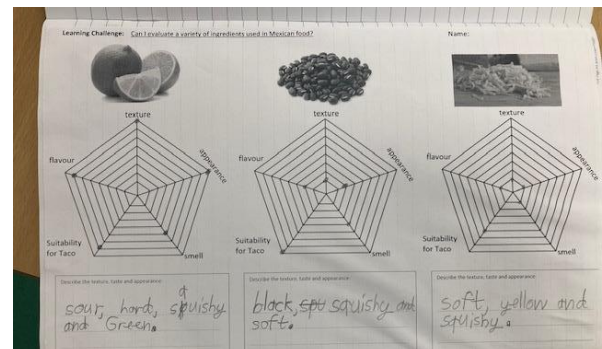 Learning Challenge: Can I evaluate a variety of ingredients used in Mexican food? Name:
texture
flavour
appearance
Suitability
for Taco
smell
texture
flavour
appearance
Suitability
for Taco
smell
texture
flavour
appearance
Suitability
for Taco
smell
Describe the texture, taste and appearance
sour, hard, squishy
and Green.
Describe the texture, taste and appearance
black, squishy and
soft.
Describe the texture, taste and appearance
soft, yellow and
squishy.